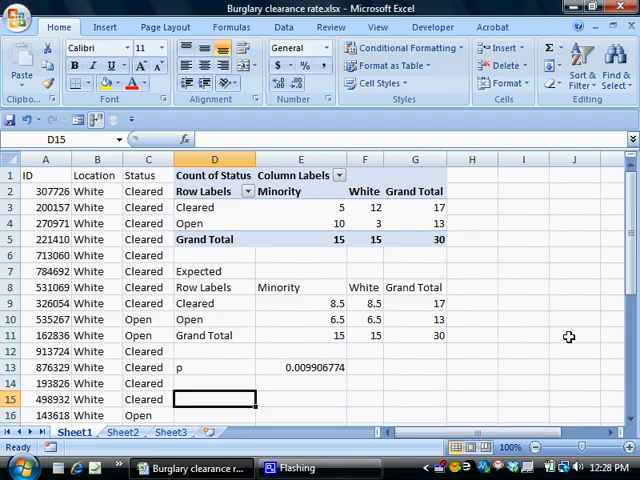 Burglary clearance rate.xlsx - Microsoft Excel
Home Insert Page Layout Formulas Data Review View Developer Acrobat
Calibri 11 General Conditional Formatting Insert Σ
Paste B I U A A $ % , Format as Table Delete Sort & Find &
Cell Styles Format Filter Select
Clipbo... Font Alignment Number Styles Cells Editing
D15 fx
A B C D E F G H I J
1 ID Location Status Count of Status Column Labels
2 307726 White Cleared Row Labels Minority White Grand Total
3 200157 White Cleared Cleared 5 12 17
4 270971 White Cleared Open 10 3 13
5 221410 White Cleared Grand Total 15 15 30
6 713060 White Cleared
7 784692 White Cleared Expected
8 531069 White Cleared Row Labels Minority White Grand Total
9 326054 White Cleared Cleared 8.5 8.5 17
10 535267 White Open Open 6.5 6.5 13
11 162836 White Open Grand Total 15 15 30
12 913724 White Cleared
13 876329 White Cleared p 0.009906774
14 193826 White Cleared
15 498932 White Cleared
16 143618 White Open
Sheet1 Sheet2 Sheet3
Ready 100%
Burglary clearance r... Flashing 12:28 PM